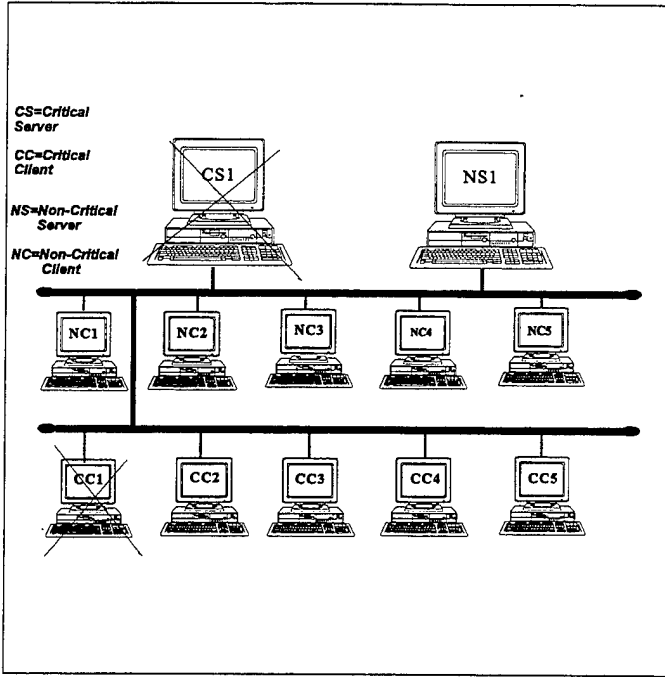 CS=Critical
Server
CC=Critical
Client
NS=Non-Critical
Server
NC=Non-Critical
Client
CS1
NS1
NC1
NC2
NC3
NC4
NC5
CC1
CC2
CC3
CC4
CC5